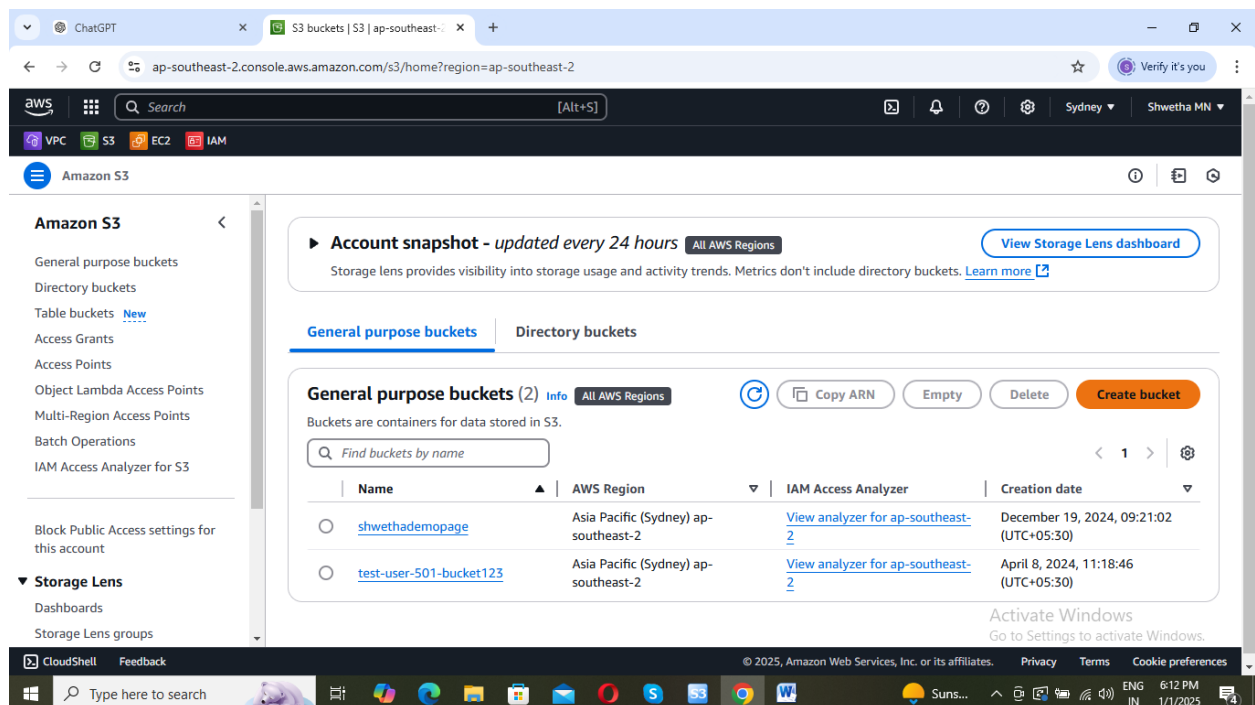 ChatGPT
S3 buckets | S3 | ap-southeast-2
ap-southeast-2.console.aws.amazon.com/s3/home?region=ap-southeast-2
Verify it's you
aws
Search
[Alt+S]
Sydney
Shwetha MN
VPC
S3
EC2
IAM
Amazon S3
Amazon S3
General purpose buckets
Directory buckets
Table buckets New
Access Grants
Access Points
Object Lambda Access Points
Multi-Region Access Points
Batch Operations
IAM Access Analyzer for S3
Block Public Access settings for
this account
Storage Lens
Dashboards
Storage Lens groups
Account snapshot - updated every 24 hours All AWS Regions
View Storage Lens dashboard
Storage lens provides visibility into storage usage and activity trends. Metrics don't include directory buckets. Learn more
General purpose buckets
Directory buckets
General purpose buckets (2) Info All AWS Regions
Copy ARN
Empty
Delete
Create bucket
Buckets are containers for data stored in S3.
Find buckets by name
1
Name
AWS Region
IAM Access Analyzer
Creation date
shwethademopage
Asia Pacific (Sydney) ap-
southeast-2
View analyzer for ap-southeast-
2
December 19, 2024, 09:21:02
(UTC+05:30)
test-user-501-bucket123
Asia Pacific (Sydney) ap-
southeast-2
View analyzer for ap-southeast-
2
April 8, 2024, 11:18:46
(UTC+05:30)
Activate Windows
Go to Settings to activate Windows.
CloudShell
Feedback
© 2025, Amazon Web Services, Inc. or its affiliates.
Privacy
Terms
Cookie preferences
Type here to search
S3
Suns...
ENG
IN
6:12 PM
1/1/2025
4